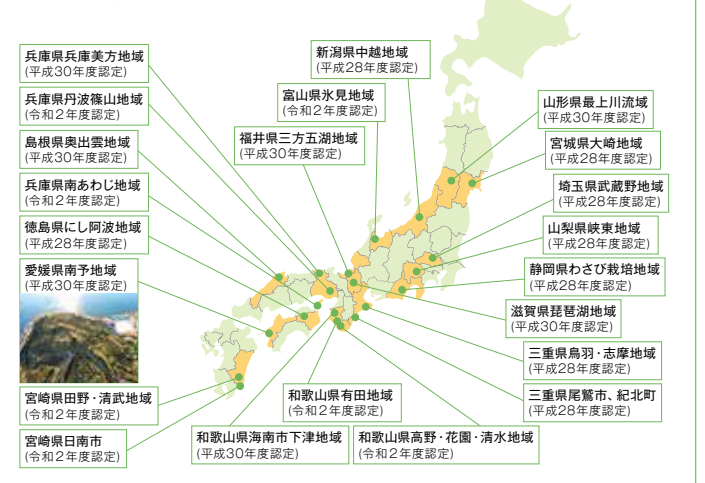 兵庫県兵庫美方地域
(平成30年度認定)
兵庫県丹波篠山地域
(令和2年度認定)
島根県奥出雲地域
(平成30年度認定)
兵庫県南あわじ地域
(令和2年度認定)
徳島県にし阿波地域
(平成28年度認定)
愛媛県南予地域
(平成30年度認定)
宮崎県田野・清武地域
(令和2年度認定)
宮崎県日南市
(令和2年度認定)
新潟県中越地域
(平成28年度認定)
富山県氷見地域
(令和2年度認定)
福井県三方五湖地域
(平成30年度認定)
山形県最上川流域
(平成30年度認定)
宮城県大崎地域
(平成28年度認定)
埼玉県武蔵野地域
(平成28年度認定)
山梨県峡東地域
(平成28年度認定)
静岡県わさび栽培地域
(平成28年度認定)
滋賀県琵琶湖地域
(平成30年度認定)
三重県鳥羽・志摩地域
(平成28年度認定)
三重県尾鷲市、紀北町
(平成28年度認定)
和歌山県有田地域
(令和2年度認定)
和歌山県海南市下津地域
(平成30年度認定)
和歌山県高野・花園・清水地域
(令和2年度認定)